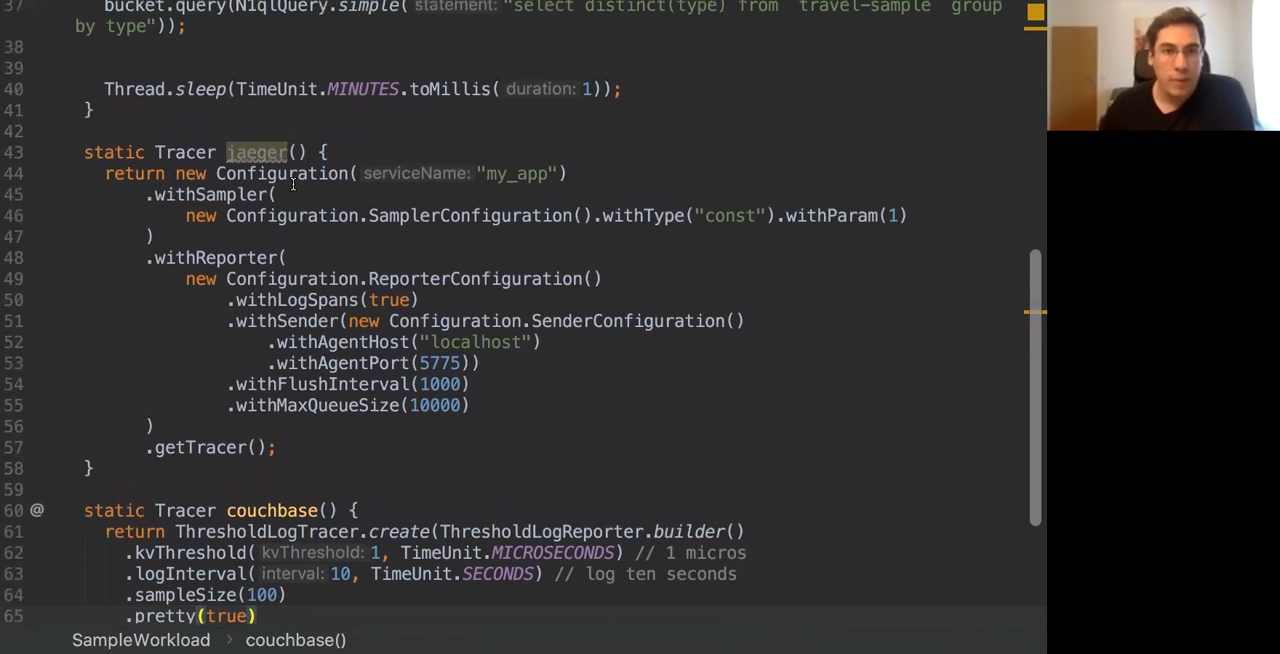 37 bucket.query(N1qlQuery.simple( statement: "select distinct(type) from `travel-sample` group
by type"));
38
39
40 Thread.sleep(TimeUnit.MINUTES.toMillis( duration: 1));
41 }
42
43 static Tracer jaeger() {
44 return new Configuration( serviceName: "my_app")
45 .withSampler(
46 new Configuration.SamplerConfiguration().withType("const").withParam(1)
47 )
48 .withReporter(
49 new Configuration.ReporterConfiguration()
50 .withLogSpans(true)
51 .withSender(new Configuration.SenderConfiguration()
52 .withAgentHost("localhost")
53 .withAgentPort(5775))
54 .withFlushInterval(1000)
55 .withMaxQueueSize(10000)
56 )
57 .getTracer();
58 }
59
60 @ static Tracer couchbase() {
61 return ThresholdLogTracer.create(ThresholdLogReporter.builder()
62 .kvThreshold( kvThreshold: 1, TimeUnit.MICROSECONDS) // 1 micros
63 .logInterval( interval: 10, TimeUnit.SECONDS) // log ten seconds
64 .sampleSize(100)
65 .pretty(true)
SampleWorkload › couchbase()